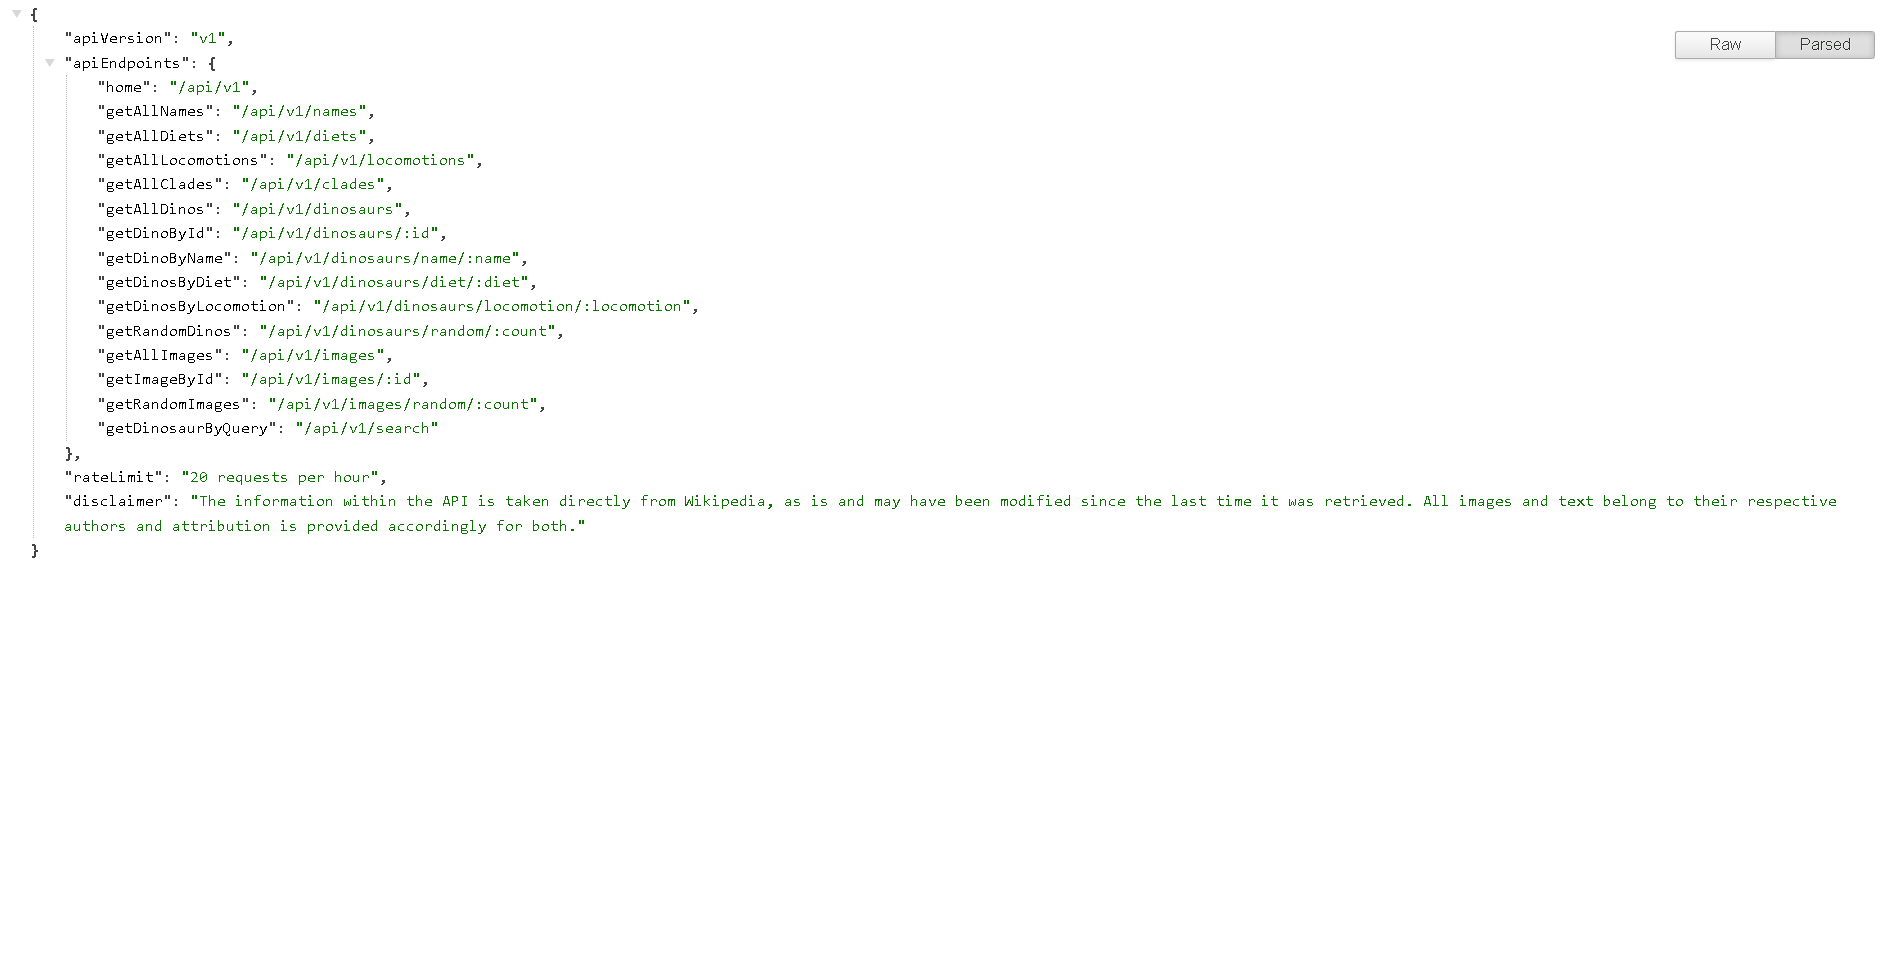 {
"apiVersion": "v1",
Raw Parsed
"apiEndpoints": {
"home": "/api/v1",
"getAllNames": "/api/v1/names",
"getAllDiets": "/api/v1/diets",
"getAllLocomotions": "/api/v1/locomotions",
"getAllClades": "/api/v1/clades",
"getAllDinos": "/api/v1/dinosaurs",
"getDinoById": "/api/v1/dinosaurs/:id",
"getDinoByName": "/api/v1/dinosaurs/name/:name",
"getDinosByDiet": "/api/v1/dinosaurs/diet/:diet",
"getDinosByLocomotion": "/api/v1/dinosaurs/locomotion/:locomotion",
"getRandomDinos": "/api/v1/dinosaurs/random/:count",
"getAllImages": "/api/v1/images",
"getImageById": "/api/v1/images/:id",
"getRandomImages": "/api/v1/images/random/:count",
"getDinosaurByQuery": "/api/v1/search"
},
"rateLimit": "20 requests per hour",
"disclaimer": "The information within the API is taken directly from Wikipedia, as is and may have been modified since the last time it was retrieved. All images and text belong to their respective
authors and attribution is provided accordingly for both."
}